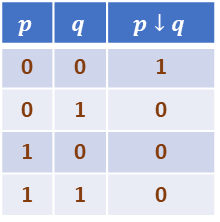 p q p ↓ q
0 0 1
0 1 0
1 0 0
1 1 0